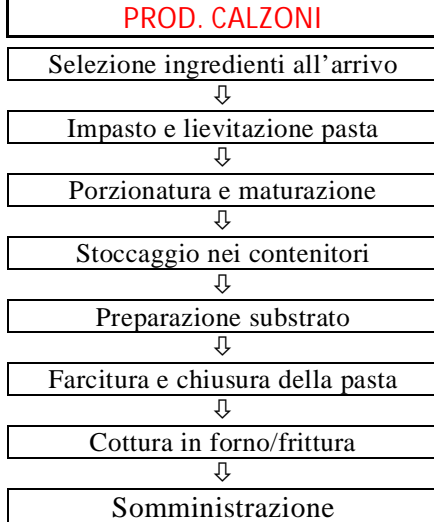 PROD. CALZONI
Selezione ingredienti all’arrivo
⇩
Impasto e lievitazione pasta
⇩
Porzionatura e maturazione
⇩
Stoccaggio nei contenitori
⇩
Preparazione substrato
⇩
Farcitura e chiusura della pasta
⇩
Cottura in forno/frittura
⇩
Somministrazione